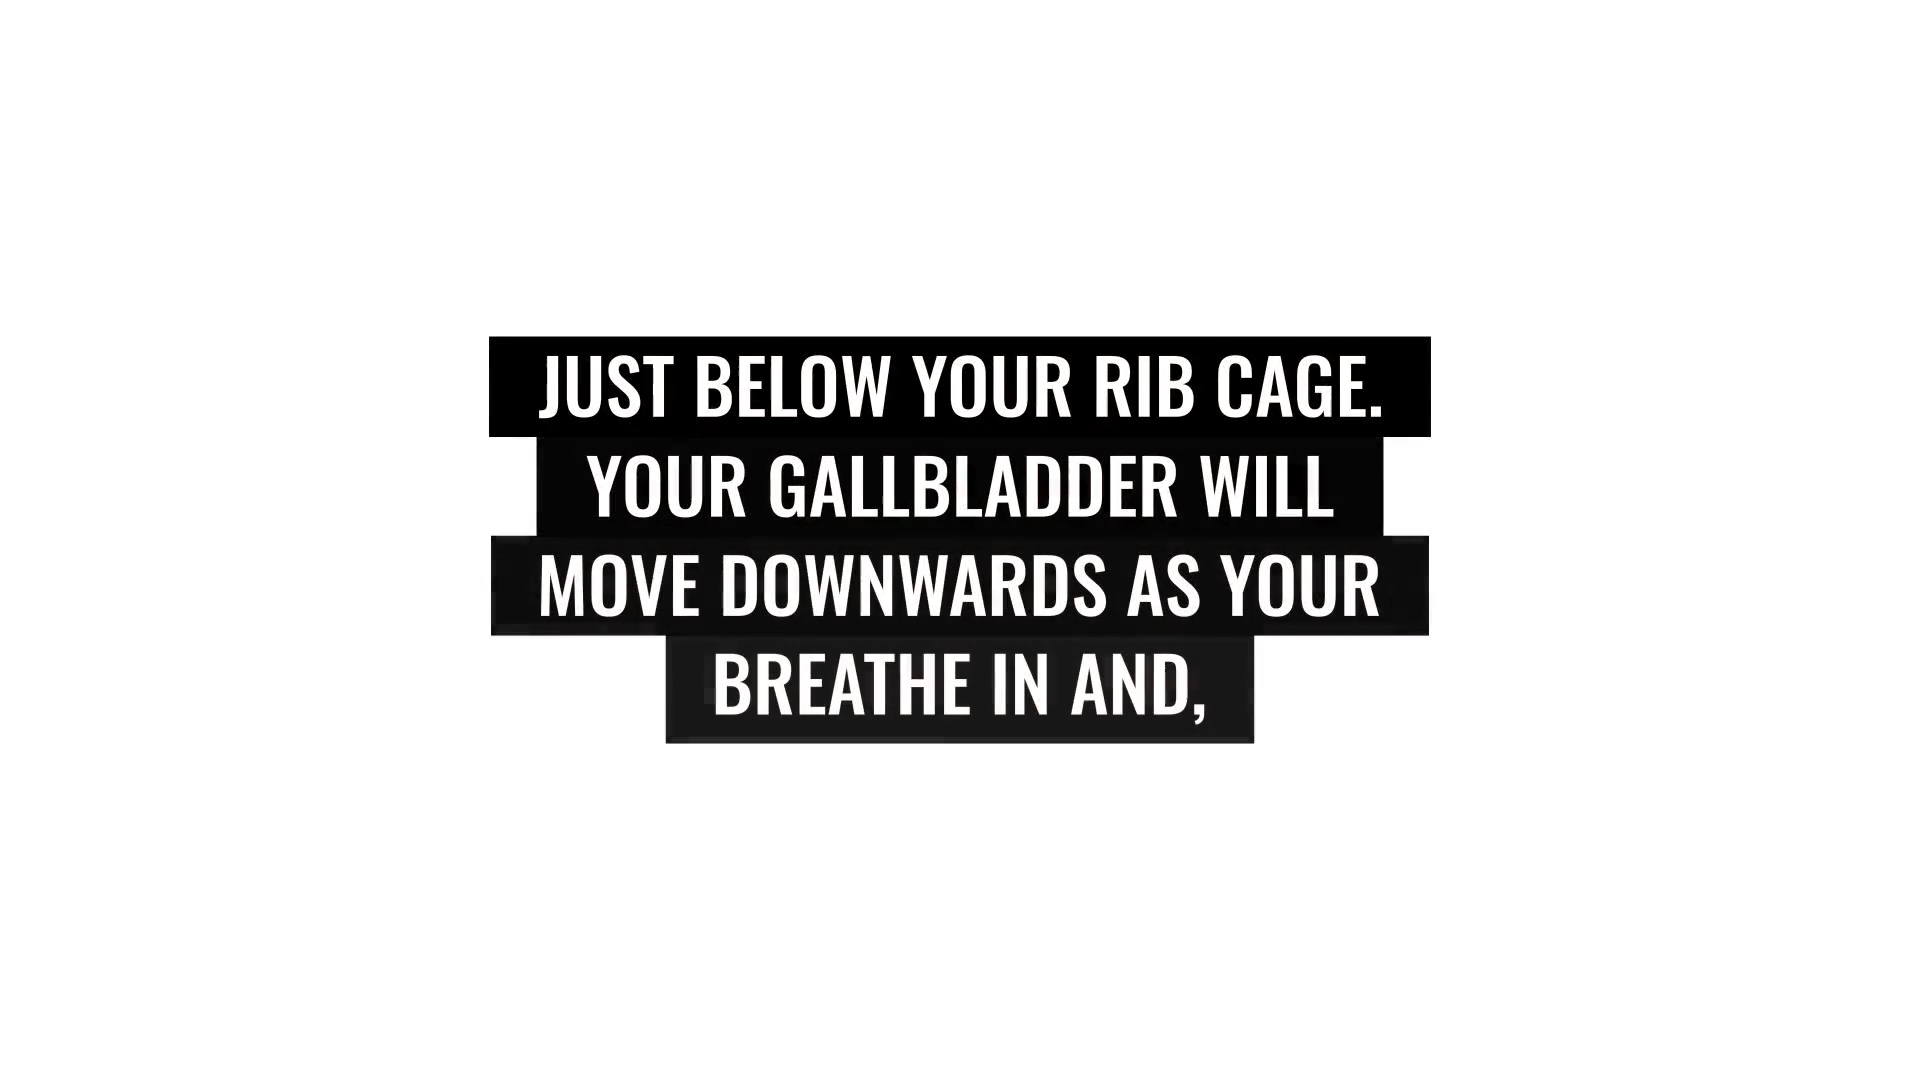 JUST BELOW YOUR RIB CAGE.
YOUR GALLBLADDER WILL
MOVE DOWNWARDS AS YOUR
BREATHE IN AND,